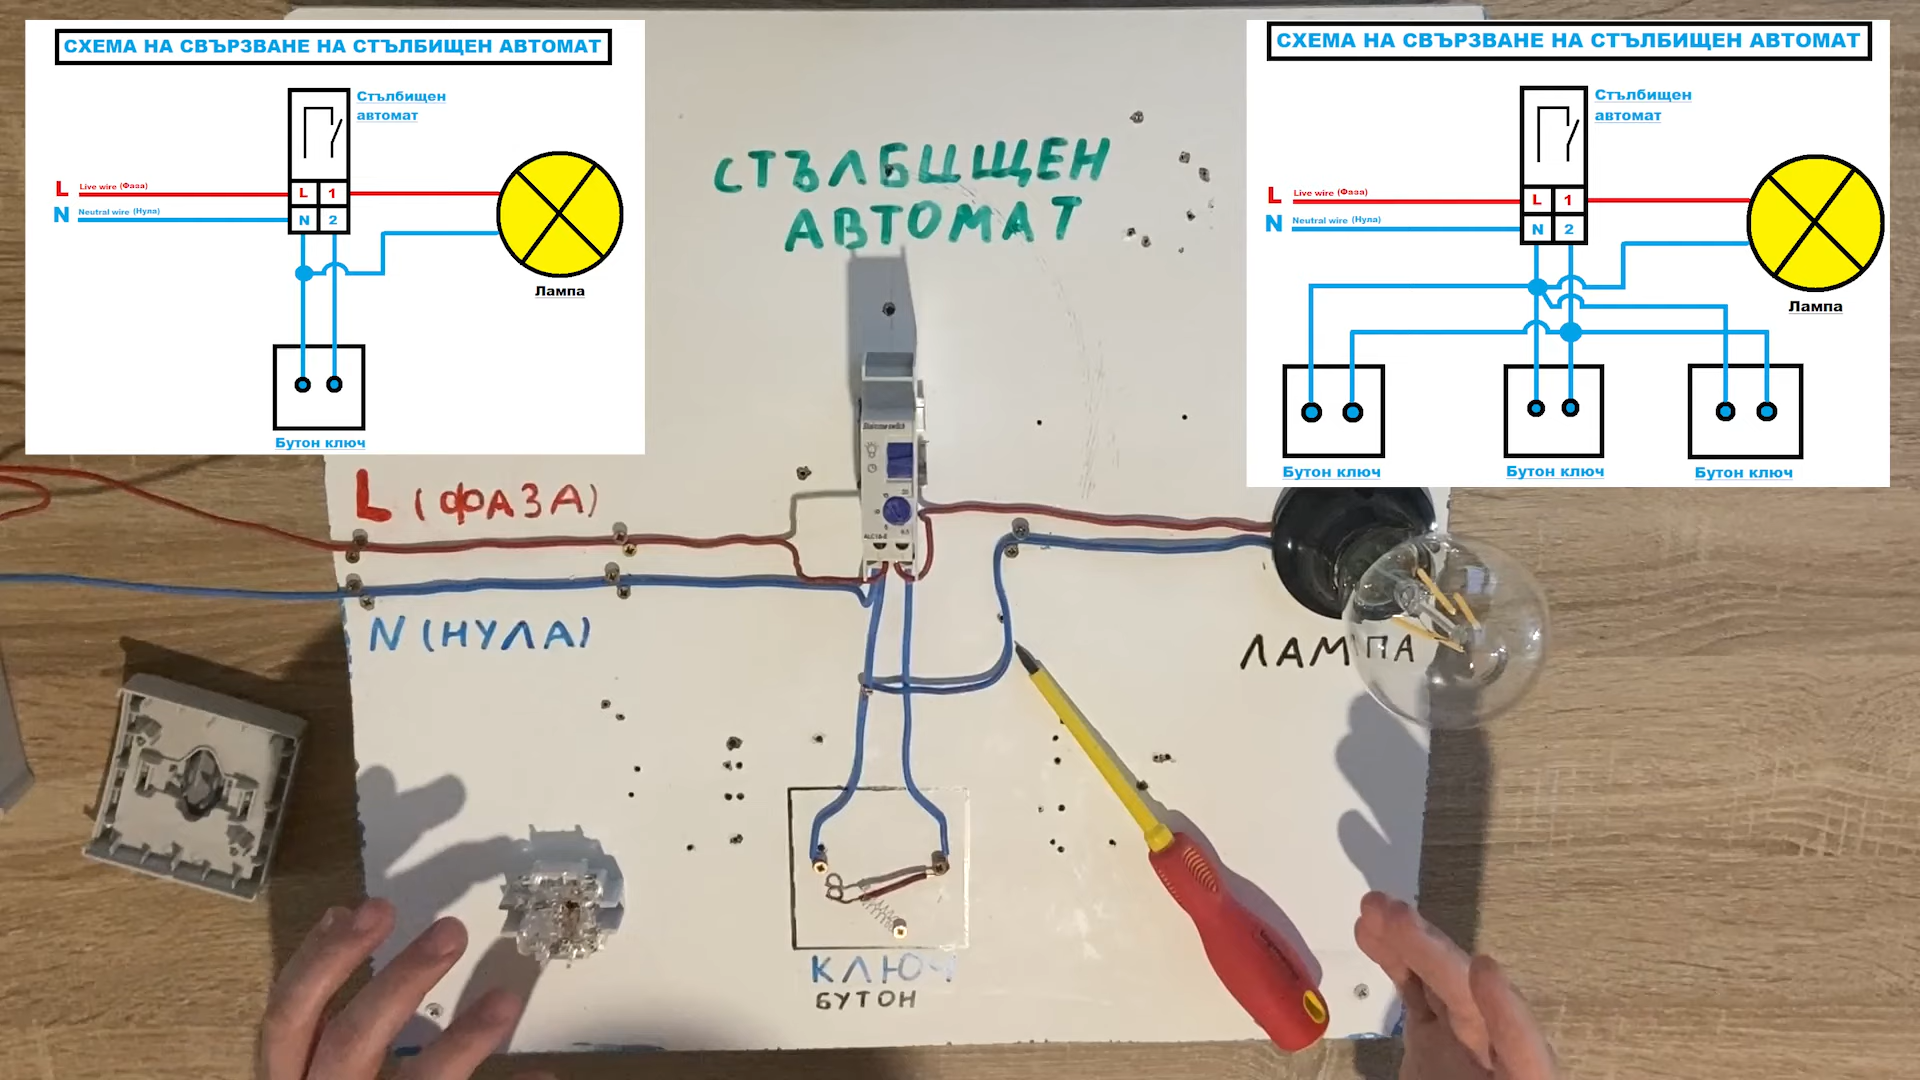 СХЕМА НА СВЪРЗВАНЕ НА СТЪЛБИЩЕН АВТОМАТ
Стълбищен
автомат
L Live wire (Фаза)
L 1
N Neutral wire (Нула)
N 2
Лампа
Бутон ключ
СХЕМА НА СВЪРЗВАНЕ НА СТЪЛБИЩЕН АВТОМАТ
Стълбищен
автомат
L Live wire (Фаза)
L 1
N Neutral wire (Нула)
N 2
Лампа
Бутон ключ
Бутон ключ
Бутон ключ
СТЪЛБИЩЕН
АВТОМАТ
L (ФАЗА)
N (НУЛА)
ЛАМПА
КЛЮЧ
БУТОН